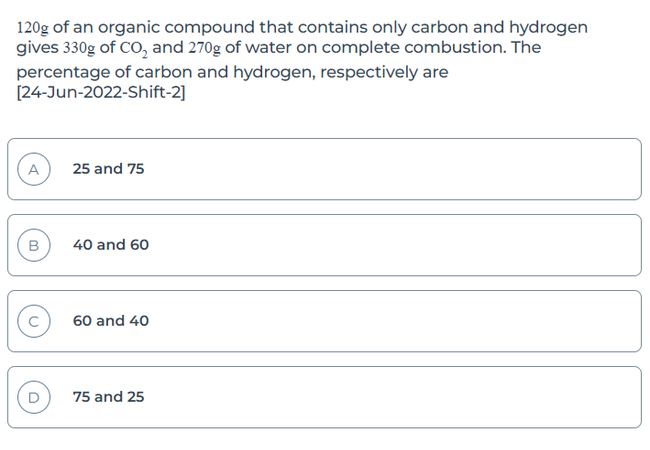 120g of an organic compound that contains only carbon and hydrogen
gives 330g of CO₂ and 270g of water on complete combustion. The
percentage of carbon and hydrogen, respectively are
[24-Jun-2022-Shift-2]
A 25 and 75
B 40 and 60
C 60 and 40
D 75 and 25